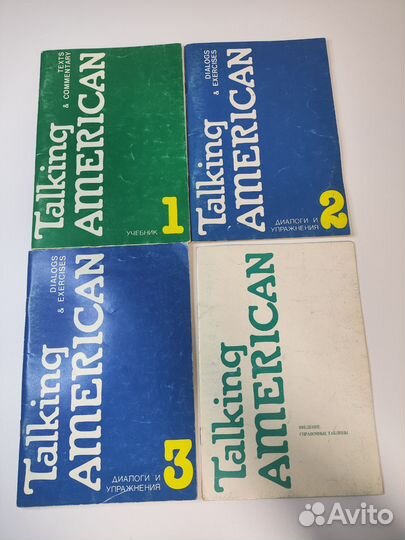 Talking
AMERICAN
TEXTS
& COMMENTARY
УЧЕБНИК
1
Talking
AMERICAN
DIALOGS
& EXERCISES
ДИАЛОГИ И
УПРАЖНЕНИЯ
2
Talking
AMERICAN
DIALOGS
& EXERCISES
ДИАЛОГИ И
УПРАЖНЕНИЯ
3
Talking
AMERICAN
ВВЕДЕНИЕ
СПРАВОЧНЫЕ ТАБЛИЦЫ
Avito